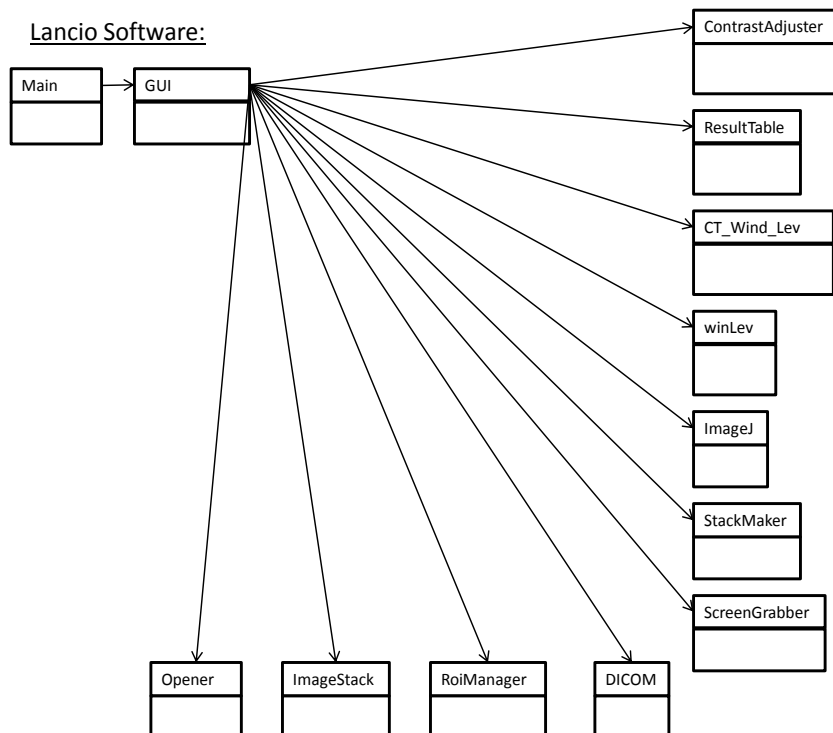 Lancio Software:
Main
GUI
ContrastAdjuster
ResultTable
CT_Wind_Lev
winLev
ImageJ
StackMaker
ScreenGrabber
Opener
ImageStack
RoiManager
DICOM